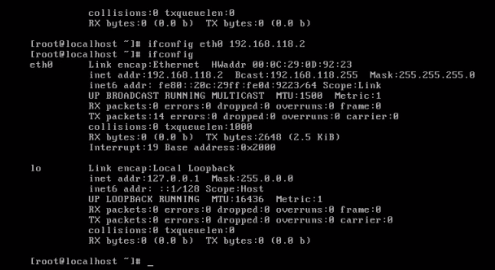 collisions:0 txqueuelen:0
RX bytes:0 (0.0 b)  TX bytes:0 (0.0 b)
[root@localhost ~]# ifconfig eth0 192.168.118.2
[root@localhost ~]# ifconfig
eth0      Link encap:Ethernet  HWaddr 00:0C:29:0D:92:23
inet addr:192.168.118.2  Bcast:192.168.118.255  Mask:255.255.255.0
inet6 addr: fe80::20c:29ff:fe0d:9223/64 Scope:Link
UP BROADCAST RUNNING MULTICAST  MTU:1500  Metric:1
RX packets:0 errors:0 dropped:0 overruns:0 frame:0
TX packets:14 errors:0 dropped:0 overruns:0 carrier:0
collisions:0 txqueuelen:1000
RX bytes:0 (0.0 b)  TX bytes:2648 (2.5 KiB)
Interrupt:19 Base address:0x2000
lo        Link encap:Local Loopback
inet addr:127.0.0.1  Mask:255.0.0.0
inet6 addr: ::1/128 Scope:Host
UP LOOPBACK RUNNING  MTU:16436  Metric:1
RX packets:0 errors:0 dropped:0 overruns:0 frame:0
TX packets:0 errors:0 dropped:0 overruns:0 carrier:0
collisions:0 txqueuelen:0
RX bytes:0 (0.0 b)  TX bytes:0 (0.0 b)
[root@localhost ~]# _